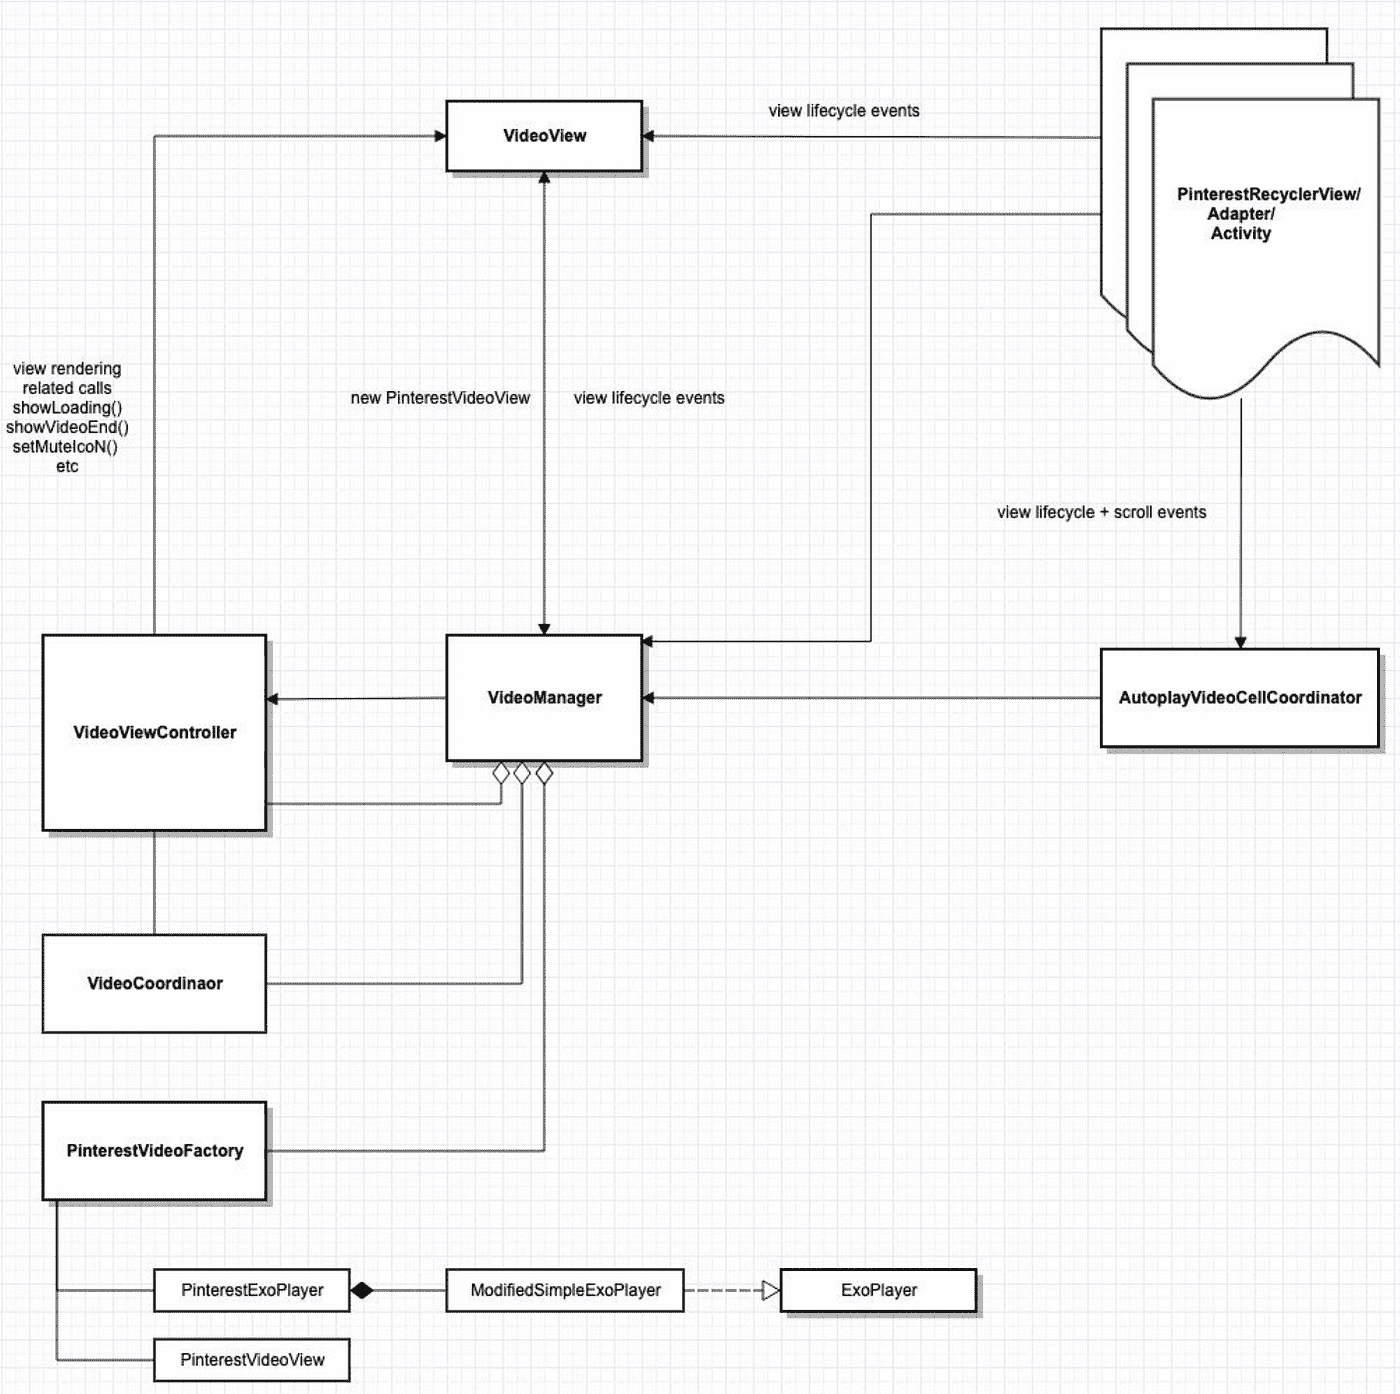 view lifecycle events
VideoView
PinterestRecyclerView/
Adapter/
Activity
view rendering
related calls
showLoading()
showVideoEnd()
setMuteIcoN()
etc
new PinterestVideoView
view lifecycle events
view lifecycle + scroll events
VideoViewController
VideoManager
AutoplayVideoCellCoordinator
VideoCoordinaor
PinterestVideoFactory
PinterestExoPlayer
ModifiedSimpleExoPlayer
ExoPlayer
PinterestVideoView